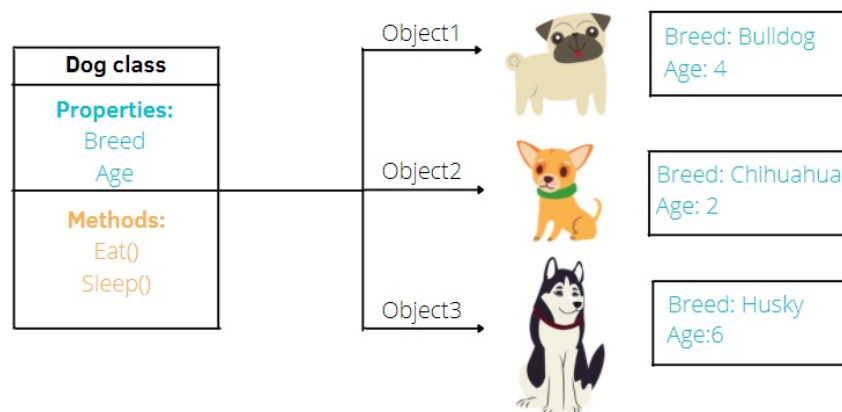 Dog class
Properties:
Breed
Age
Methods:
Eat()
Sleep()
Object1
Breed: Bulldog
Age: 4
Object2
Breed: Chihuahua
Age: 2
Object3
Breed: Husky
Age:6